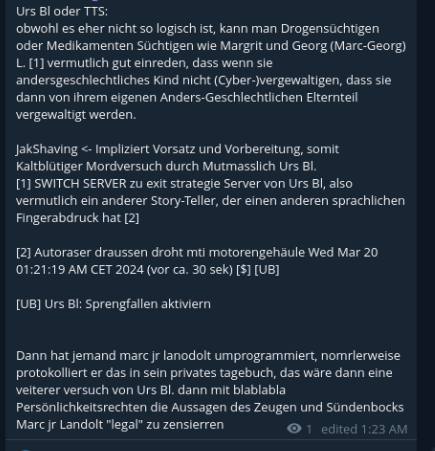 Urs Bl oder TTS:
obwohl es eher nicht so logisch ist, kann man Drogensüchtigen
oder Medikamenten Süchtigen wie Margrit und Georg (Marc-Georg)
L. [1] vermutlich gut einreden, dass wenn sie
andersgeschlechtliches Kind nicht (Cyber-)vergewaltigen, dass sie
dann von ihrem eigenen Anders-Geschlechtlichen Elternteil
vergewaltigt werden.
JakShaving <- Impliziert Vorsatz und Vorbereitung, somit
Kaltblütiger Mordversuch durch Mutmasslich Urs Bl.
[1] SWITCH SERVER zu exit strategie Server von Urs Bl, also
vermutlich ein anderer Story-Teller, der einen anderen sprachlichen
Fingerabdruck hat [2]
[2] Autoraser draussen droht mti motorengehäule Wed Mar 20
01:21:19 AM CET 2024 (vor ca. 30 sek) [$] [UB]
[UB] Urs Bl: Sprengfallen aktiviern
Dann hat jemand marc jr lanodolt umprogrammiert, nomrlerweise
protokolliert er das in sein privates tagebuch, das wäre dann eine
veiterer versuch von Urs Bl. dann mit blablabla
Persönlichkeitsrechten die Aussagen des Zeugen und Sündenbocks
Marc jr Landolt "legal" zu zensierren
1 edited 1:23 AM